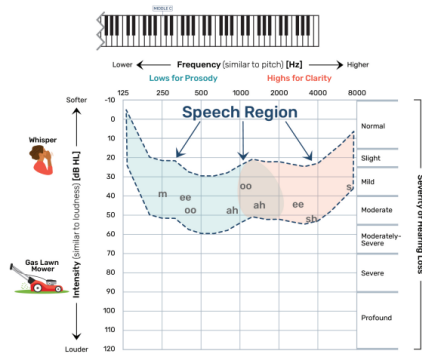 MIDDLE C
Lower Frequency (similar to pitch) [Hz] Higher
Lows for Prosody Highs for Clarity
Softer 125 250 500 1000 2000 4000 8000
-10
Speech Region
0
Normal
10
Whisper
20
Slight
30
Mild
40
m ee oo oo ah ah ee sh s
50
Moderate
60
Moderately-
Severe
70
80
Severe
90
100
Profound
110
120
Louder
Gas Lawn
Mower
Intensity (similar to loudness) [dB HL]
Severity of Hearing Loss